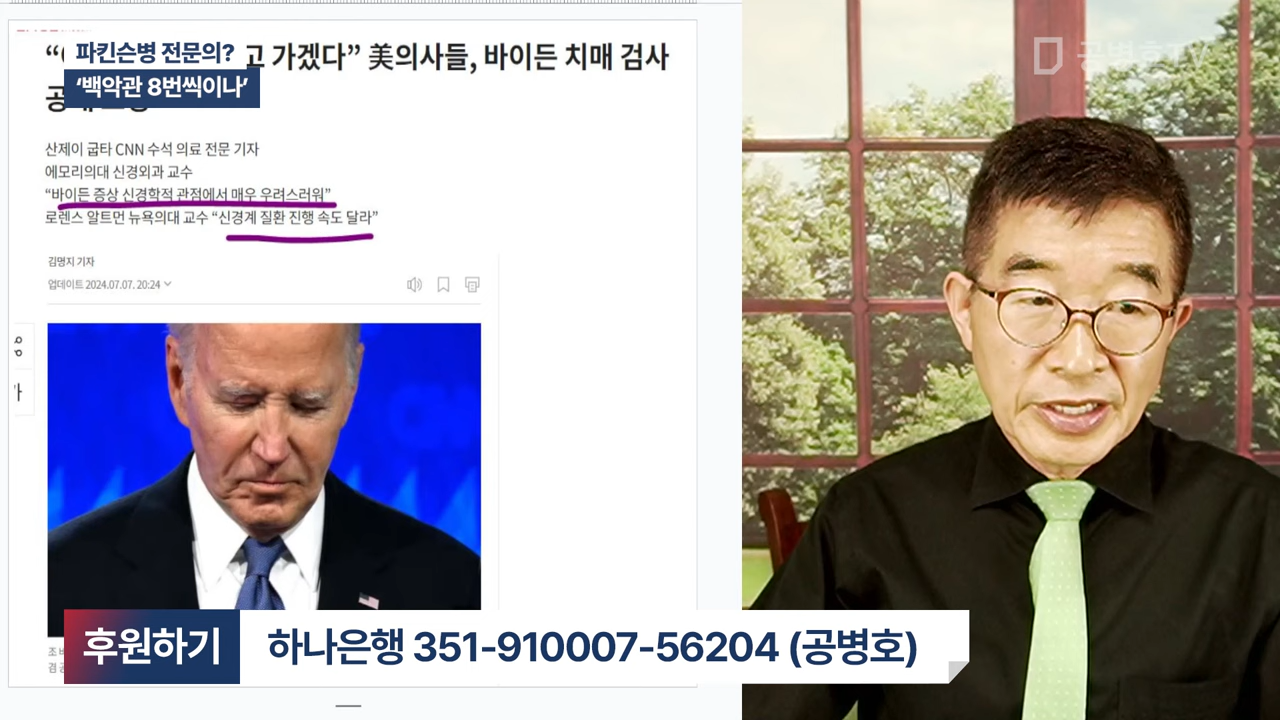 파킨슨병 전문의?
‘백악관 8번씩이나’
고 가겠다” 美의사들, 바이든 치매 검사
산제이 굽타 CNN 수석 의료 전문 기자
에모리의대 신경외과 교수
“바이든 증상 신경학적 관점에서 매우 우려스러워”
로렌스 알트먼 뉴욕의대 교수 “신경계 질환 진행 속도 달라”
김명지 기자
업데이트 2024.07.07. 20:24
가
공병호TV
후원하기
하나은행 351-910007-56204 (공병호)